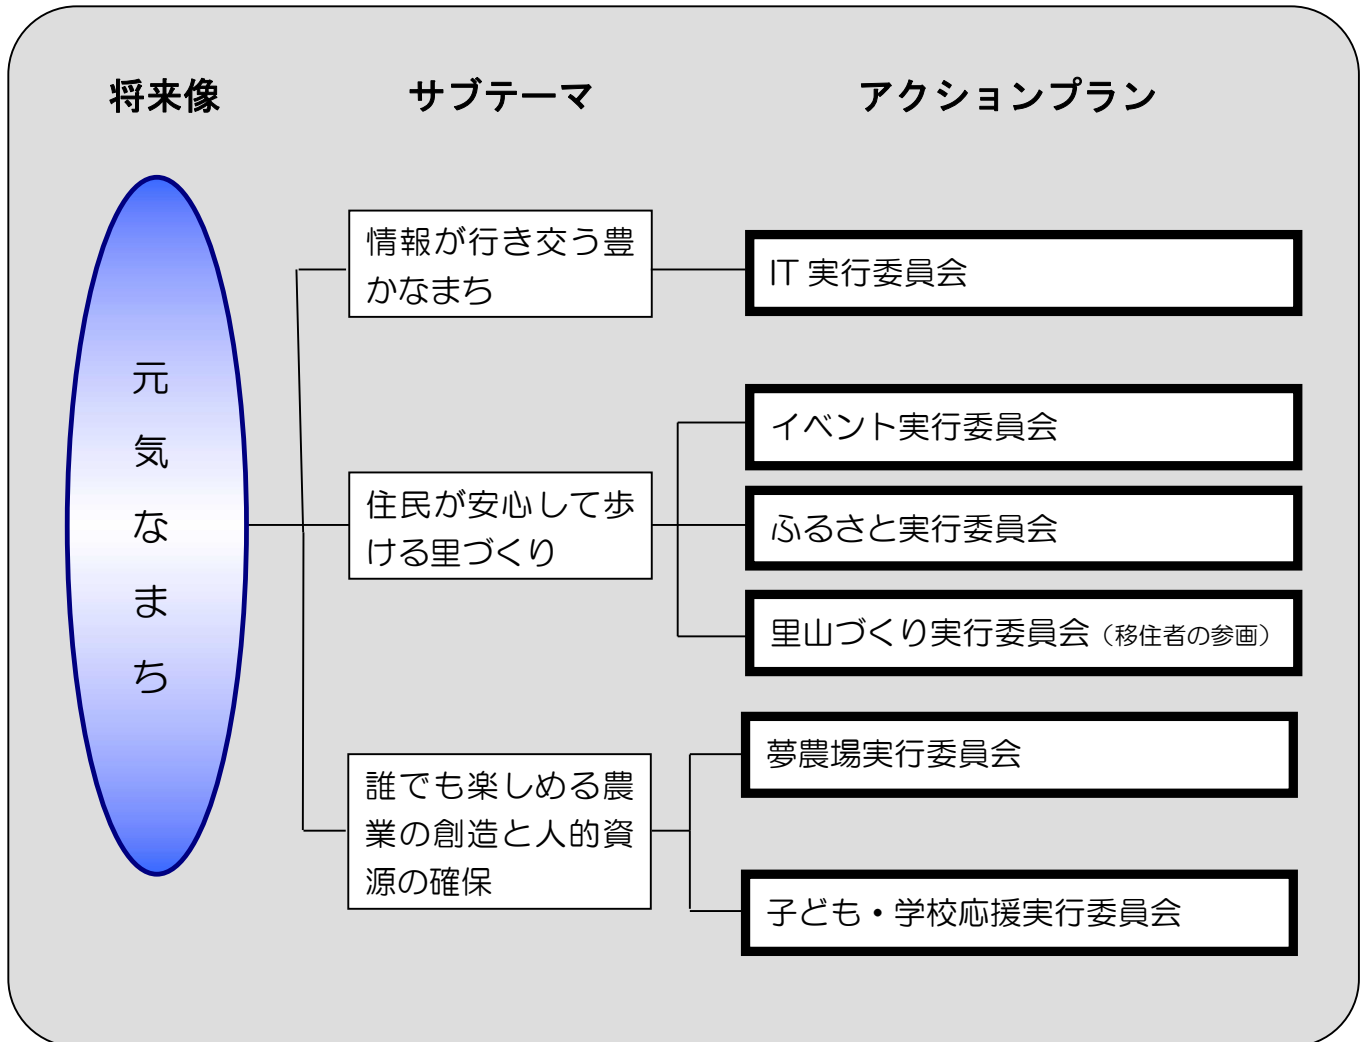 将来像
サブテーマ
アクションプラン
元気なまち
情報が行き交う豊
かなまち
IT 実行委員会
住民が安心して歩
ける里づくり
イベント実行委員会
ふるさと実行委員会
里山づくり実行委員会（移住者の参画）
誰でも楽しめる農
業の創造と人的資
源の確保
夢農場実行委員会
子ども・学校応援実行委員会